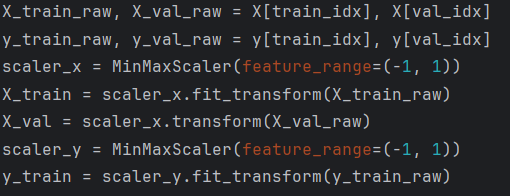 X_train_raw, X_val_raw = X[train_idx], X[val_idx]
y_train_raw, y_val_raw = y[train_idx], y[val_idx]
scaler_x = MinMaxScaler(feature_range=(-1, 1))
X_train = scaler_x.fit_transform(X_train_raw)
X_val = scaler_x.transform(X_val_raw)
scaler_y = MinMaxScaler(feature_range=(-1, 1))
y_train = scaler_y.fit_transform(y_train_raw)